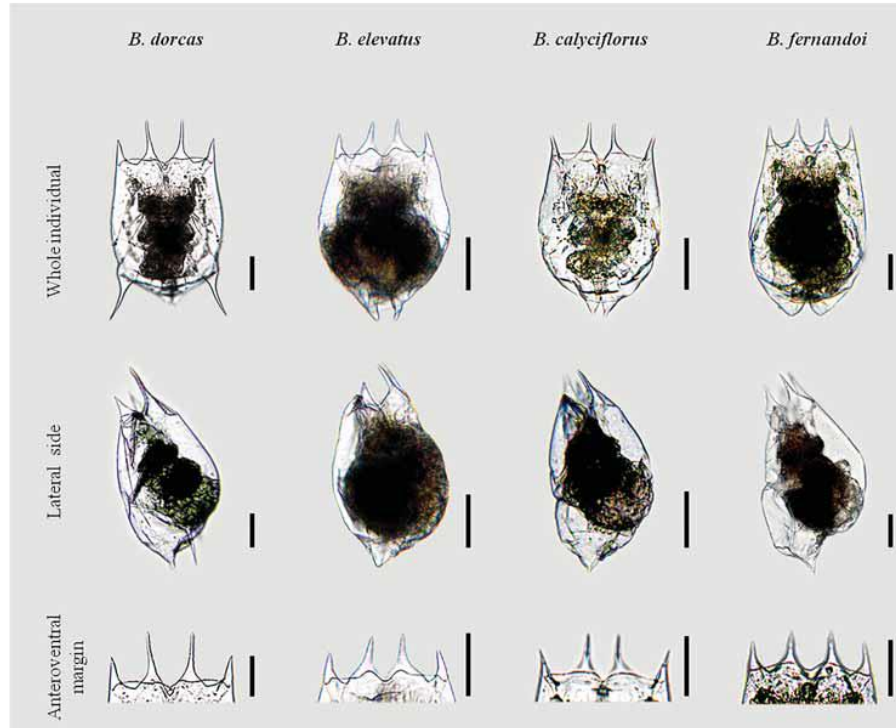 B. dorcas B. elevatus B. calyciflorus B. fernandoi
Whole individual
Lateral side
Anteroventral
margin